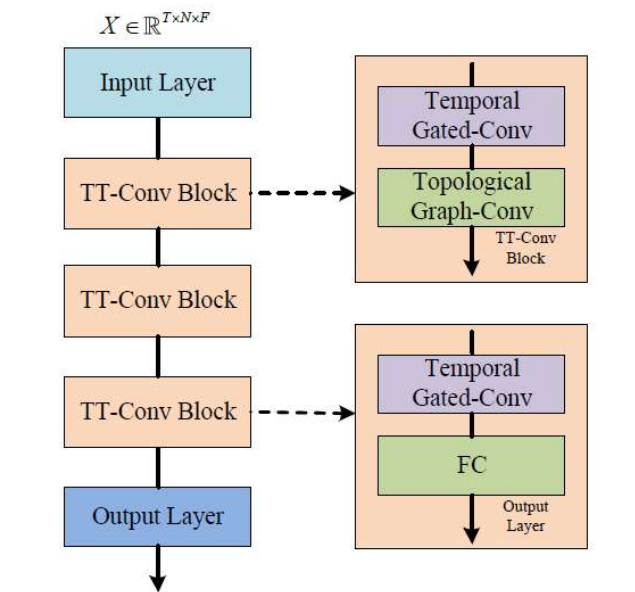 X ∈ ℝ^{T×N×F}
Input Layer
TT-Conv Block
TT-Conv Block
TT-Conv Block
Output Layer
Temporal
Gated-Conv
Topological
Graph-Conv
TT-Conv
Block
Temporal
Gated-Conv
FC
Output
Layer